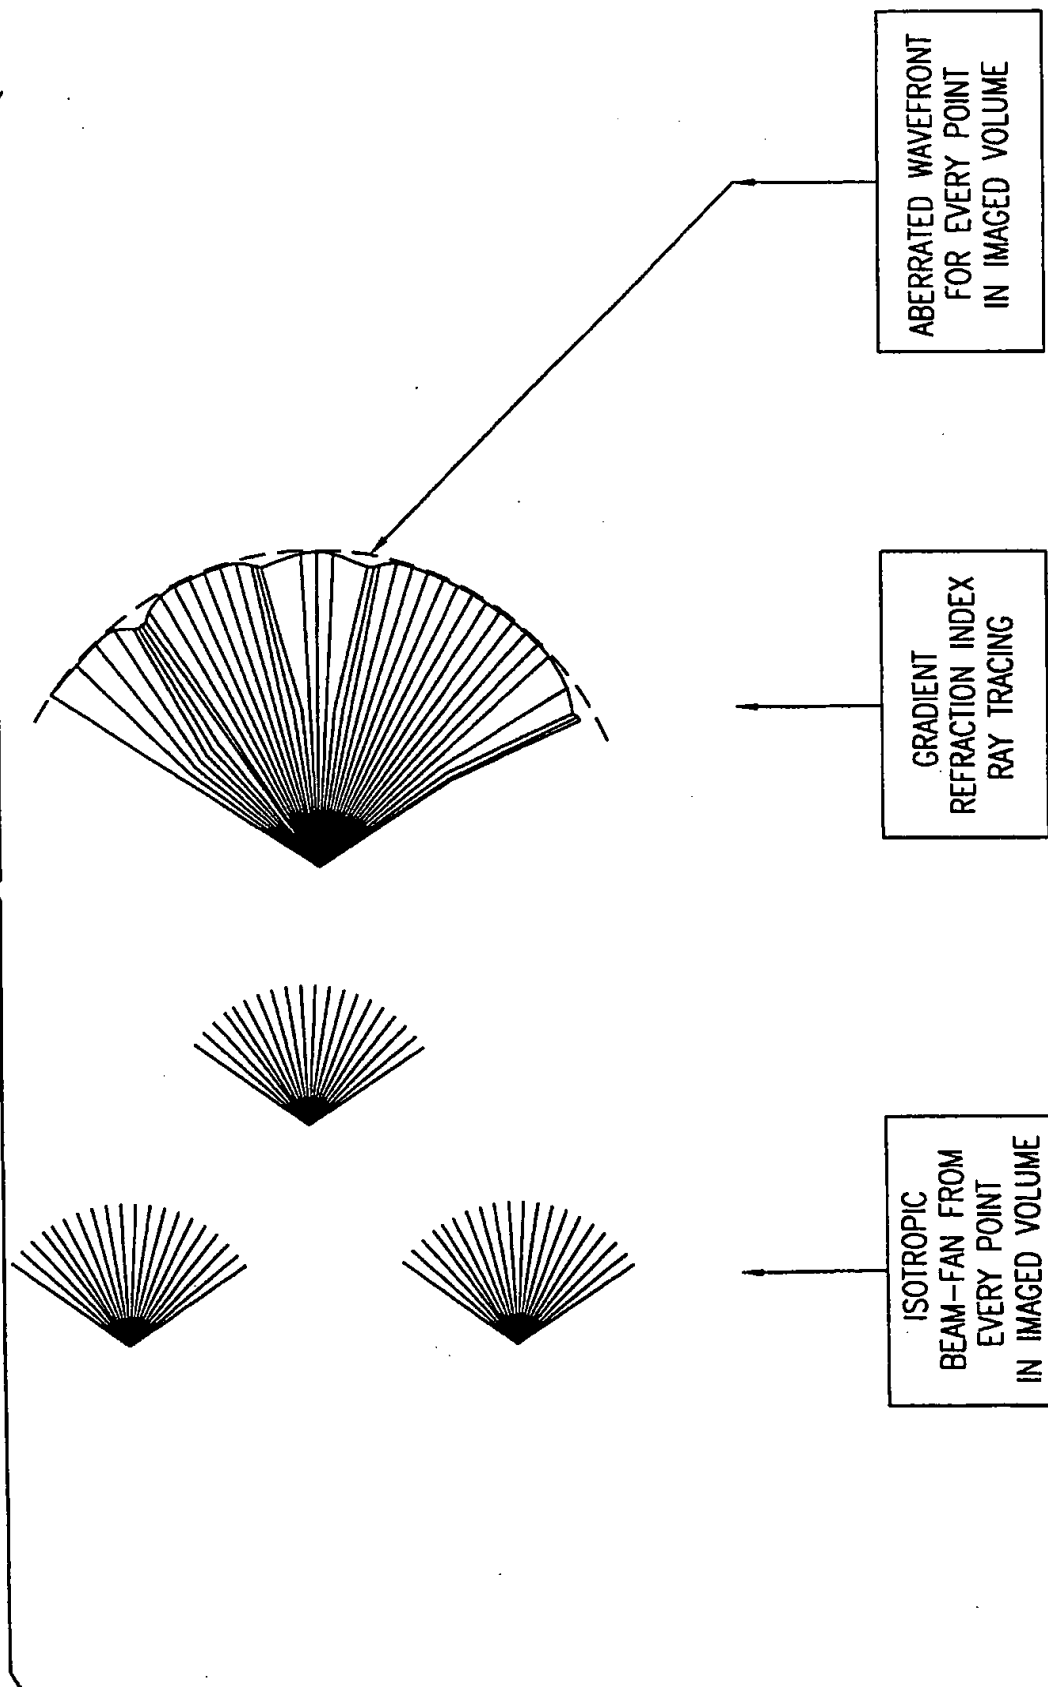 ABERRATED WAVEFRONT
FOR EVERY POINT
IN IMAGED VOLUME
GRADIENT
REFRACTION INDEX
RAY TRACING
ISOTROPIC
BEAM-FAN FROM
EVERY POINT
IN IMAGED VOLUME